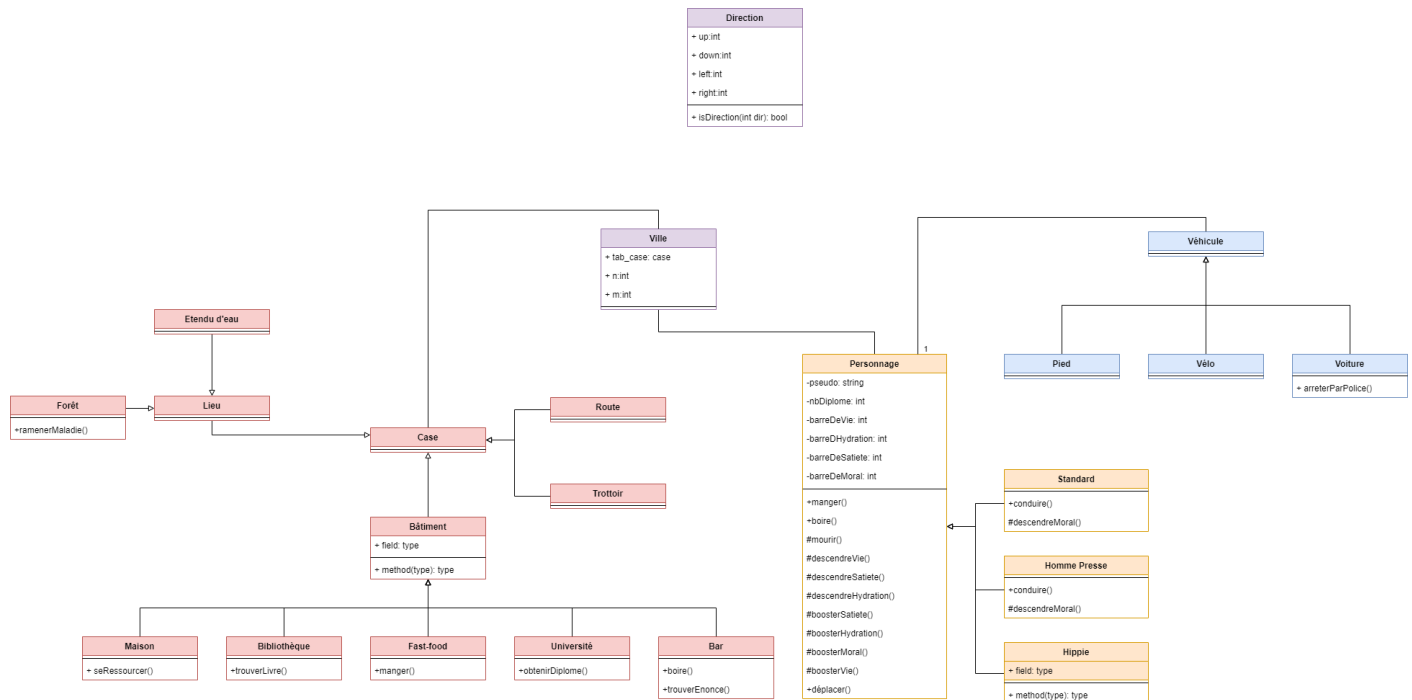 Direction
+ up:int
+ down:int
+ left:int
+ right:int
+ isDirection(int dir): bool
Ville
+ tab_case: case
+ n:int
+ m:int
Véhicule
Pied
Vélo
Voiture
+ arreterParPolice()
1
Etendu d'eau
Forêt
+ramenerMaladie()
Lieu
Case
Route
Trottoir
Bâtiment
+ field: type
+ method(type): type
Maison
+ seRessourcer()
Bibliothèque
+trouverLivre()
Fast-food
+manger()
Université
+obtenirDiplome()
Bar
+boire()
+trouverEnonce()
Personnage
-pseudo: string
-nbDiplome: int
-barreDeVie: int
-barreDHydration: int
-barreDeSatiete: int
-barreDeMoral: int
+manger()
+boire()
#mourir()
#descendreVie()
#descendreSatiete()
#descendreHydration()
#boosterSatiete()
#boosterHydration()
#boosterMoral()
#boosterVie()
+déplacer()
Standard
+conduire()
#descendreMoral()
Homme Presse
+conduire()
#descendreMoral()
Hippie
+ field: type
+ method(type): type